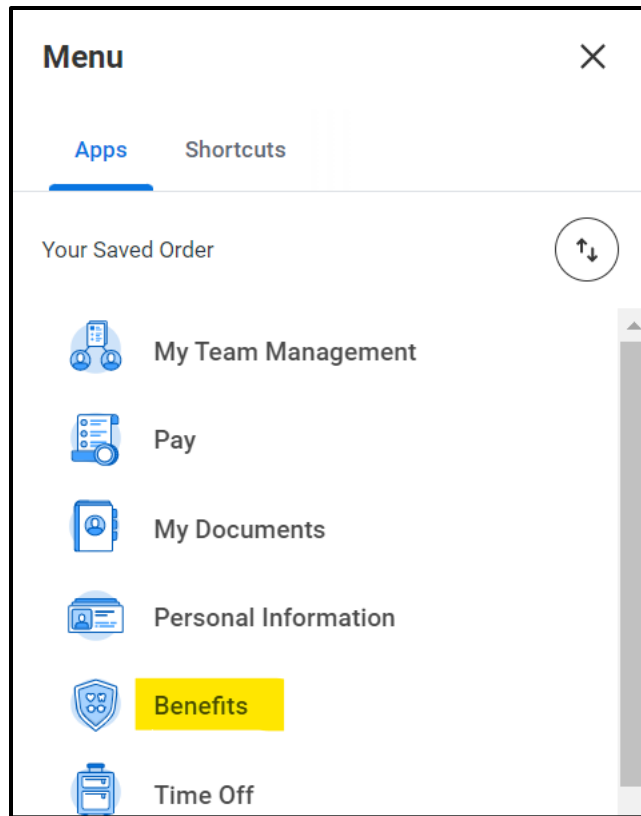 Menu
Apps Shortcuts
Your Saved Order
My Team Management
Pay
My Documents
Personal Information
Benefits
Time Off